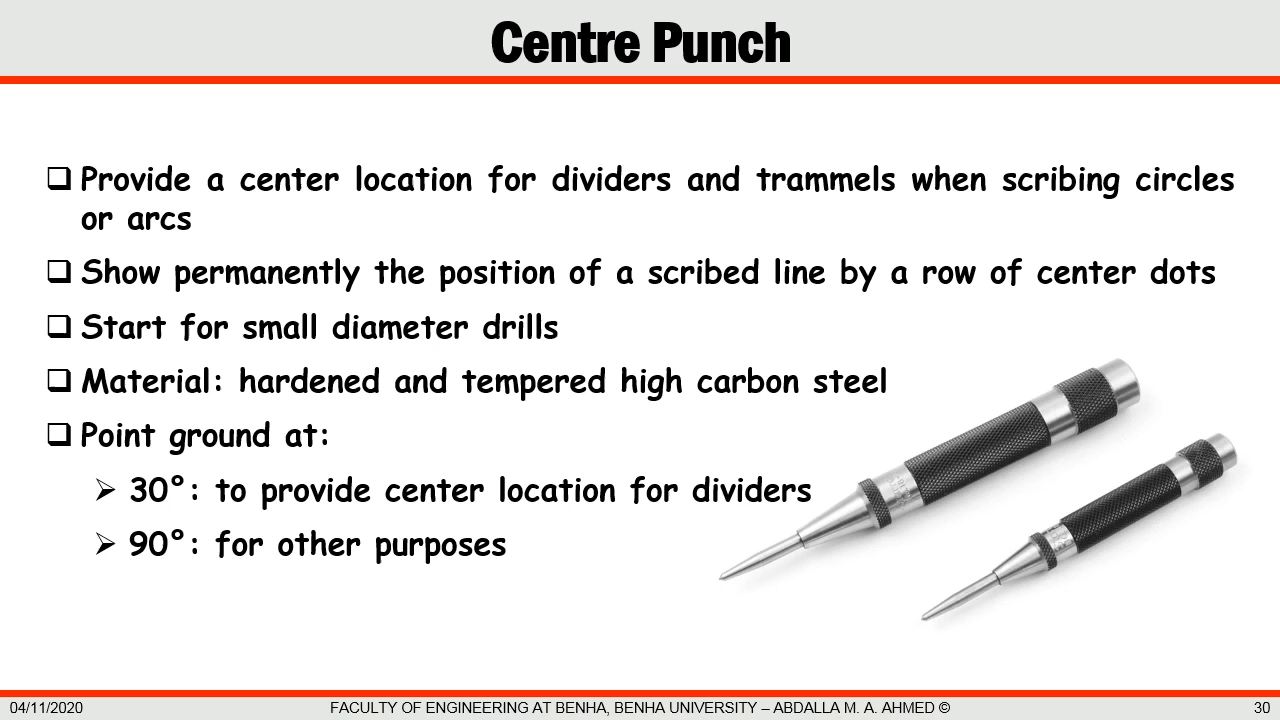 Centre Punch
Provide a center location for dividers and trammels when scribing circles
or arcs
Show permanently the position of a scribed line by a row of center dots
Start for small diameter drills
Material: hardened and tempered high carbon steel
Point ground at:
30°: to provide center location for dividers
90°: for other purposes
04/11/2020
FACULTY OF ENGINEERING AT BENHA, BENHA UNIVERSITY – ABDALLA M. A. AHMED ©
30